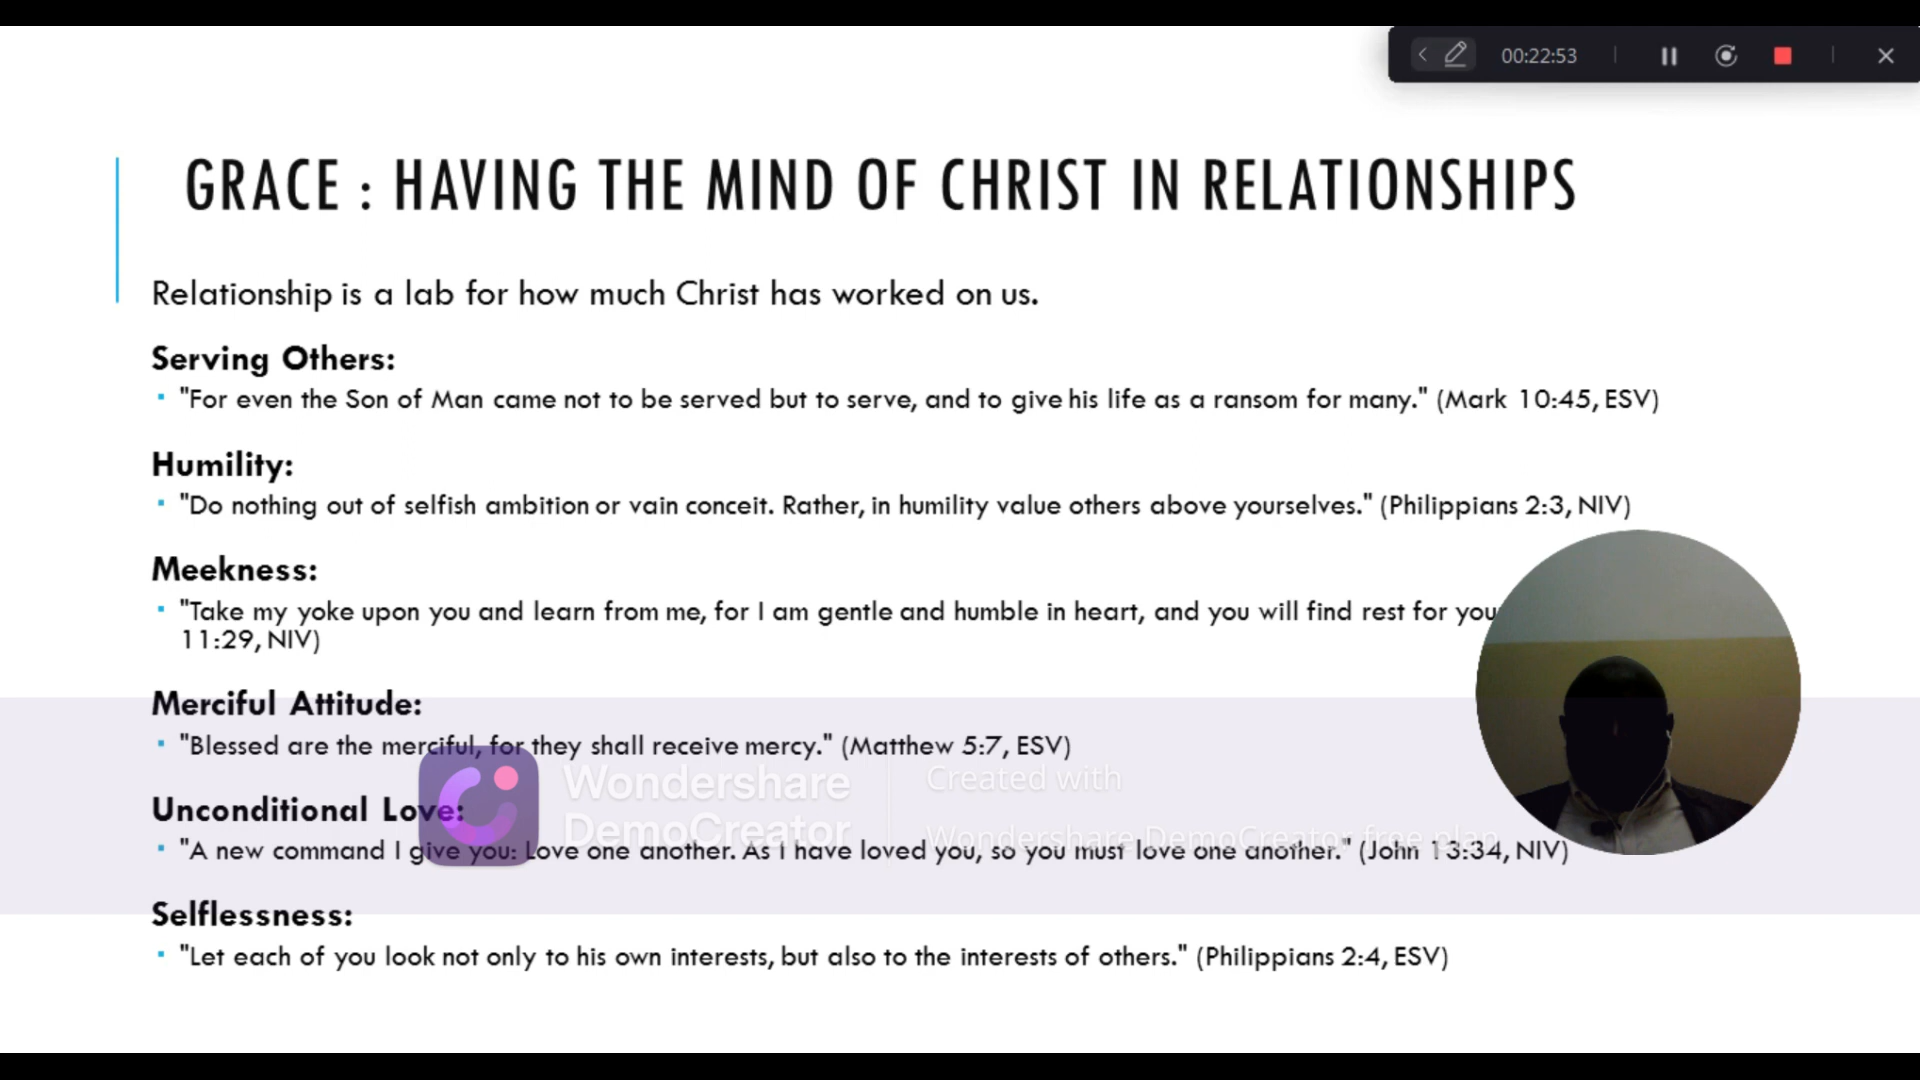 00:22:53
GRACE : HAVING THE MIND OF CHRIST IN RELATIONSHIPS
Relationship is a lab for how much Christ has worked on us.
Serving Others:
"For even the Son of Man came not to be served but to serve, and to give his life as a ransom for many." (Mark 10:45, ESV)
Humility:
"Do nothing out of selfish ambition or vain conceit. Rather, in humility value others above yourselves." (Philippians 2:3, NIV)
Meekness:
"Take my yoke upon you and learn from me, for I am gentle and humble in heart, and you will find rest for
11:29, NIV)
Merciful Attitude:
"Blessed are the merciful, for they shall receive mercy." (Matthew 5:7, ESV)
Wondershare
DemoCreator
Created with
Wondershare DemoCreator free plan
Unconditional Love:
"A new command I give you: Love one another. As I have loved you, so you must love one another." (John 13:34, NIV)
Selflessness:
"Let each of you look not only to his own interests, but also to the interests of others." (Philippians 2:4, ESV)